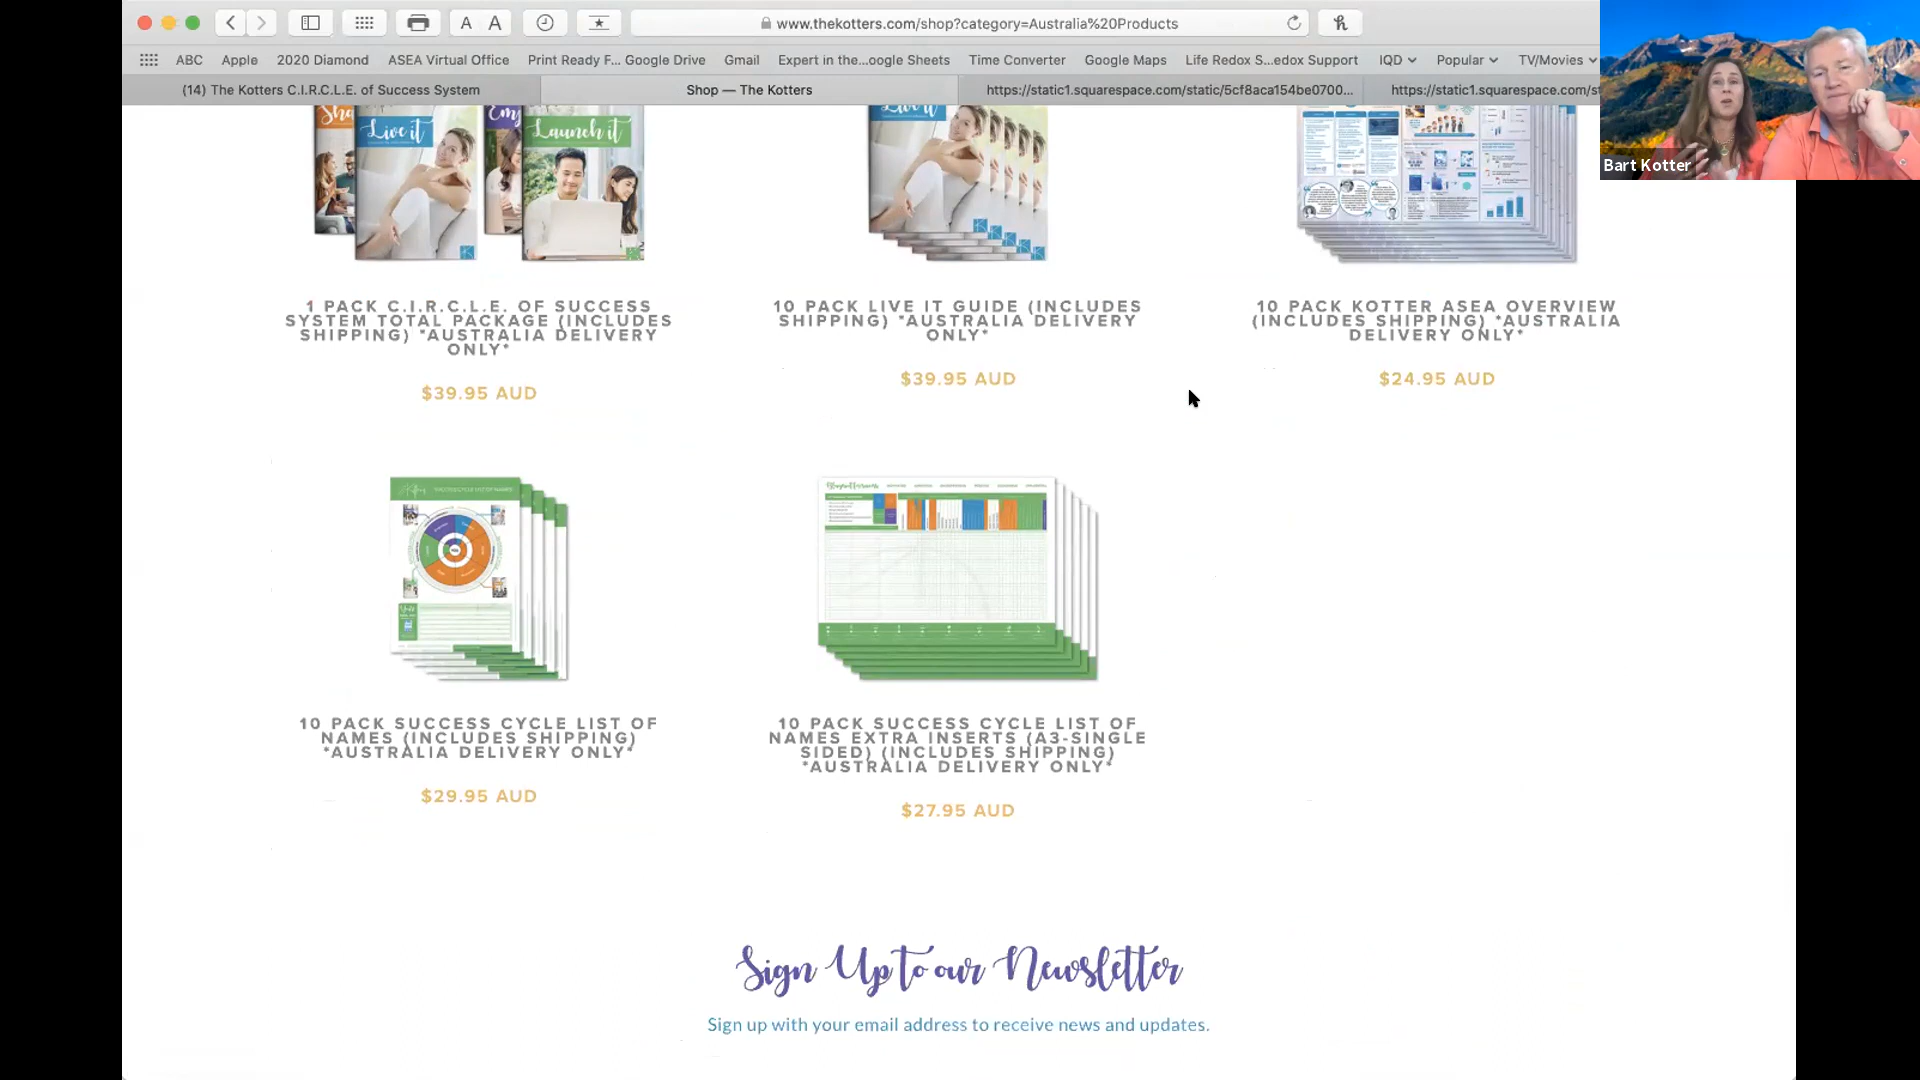 www.thekotters.com/shop?category=Australia%20Products
A A
ABC Apple 2020 Diamond ASEA Virtual Office Print Ready F... Google Drive Gmail Expert in the...oogle Sheets Time Converter Google Maps Life Redox S...edox Support IQD Popular TV/Movies
(14) The Kotters C.I.R.C.L.E. of Success System
Shop — The Kotters
https://static1.squarespace.com/static/5cf8aca154be0700...
https://static1.squarespace.com/st
Bart Kotter
Live it
Launch it
Live it
1 PACK C.I.R.C.L.E. OF SUCCESS
SYSTEM TOTAL PACKAGE (INCLUDES
SHIPPING) *AUSTRALIA DELIVERY
ONLY*
$39.95 AUD
10 PACK LIVE IT GUIDE (INCLUDES
SHIPPING) *AUSTRALIA DELIVERY
ONLY*
$39.95 AUD
10 PACK KOTTER ASEA OVERVIEW
(INCLUDES SHIPPING) *AUSTRALIA
DELIVERY ONLY*
$24.95 AUD
10 PACK SUCCESS CYCLE LIST OF
NAMES (INCLUDES SHIPPING)
*AUSTRALIA DELIVERY ONLY*
$29.95 AUD
10 PACK SUCCESS CYCLE LIST OF
NAMES EXTRA INSERTS (A3-SINGLE
SIDED) (INCLUDES SHIPPING)
*AUSTRALIA DELIVERY ONLY*
$27.95 AUD
Sign Up to our Newsletter
Sign up with your email address to receive news and updates.